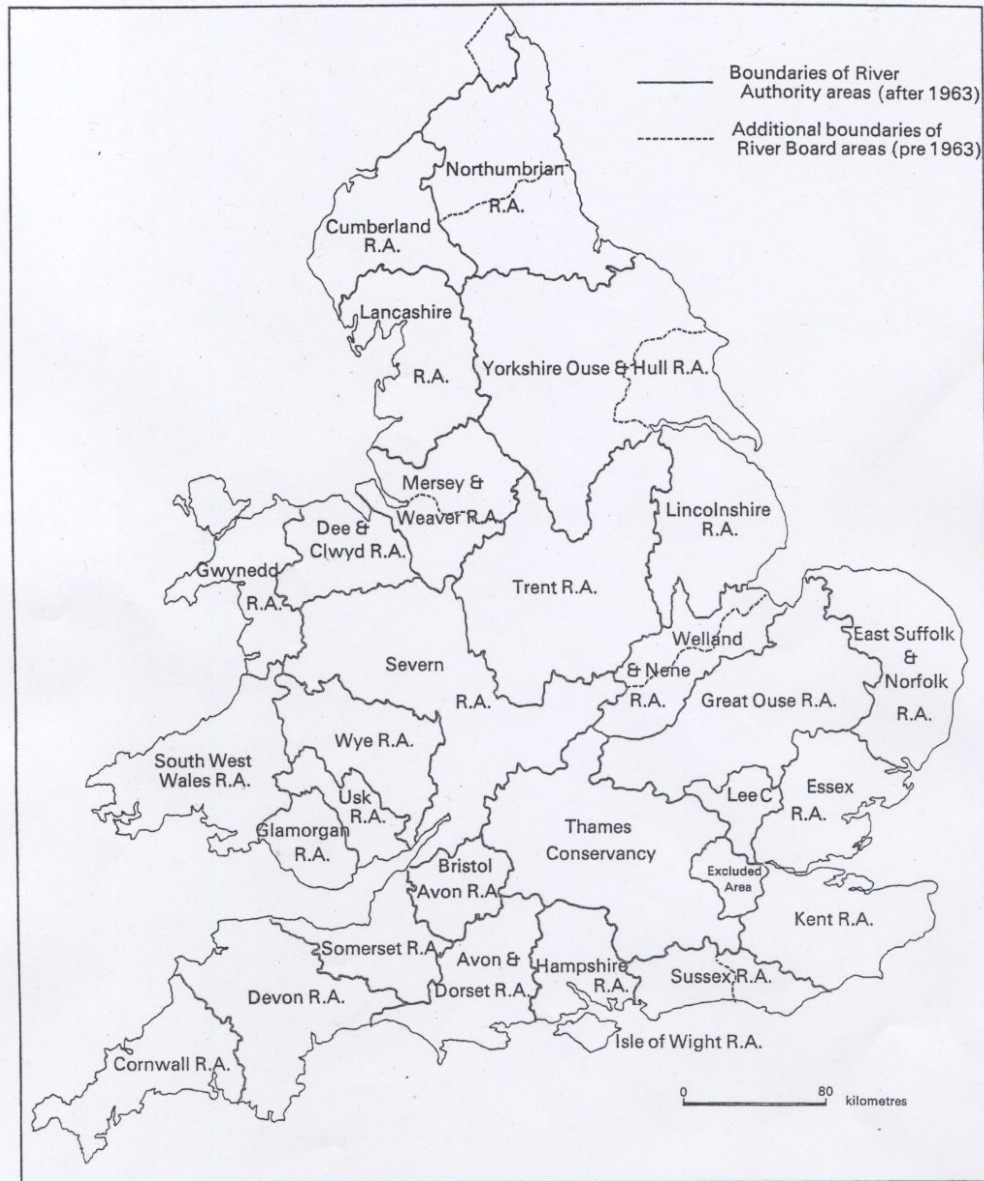 Boundaries of River
Authority areas (after 1963)
Additional boundaries of
River Board areas (pre 1963)
Northumbrian
R.A.
Cumberland
R.A.
Lancashire
R.A.
Yorkshire Ouse & Hull R.A.
Mersey &
Weaver R.A.
Lincolnshire
R.A.
Dee &
Clwyd R.A.
Gwynedd
R.A.
Trent R.A.
Welland
& Nene
R.A.
East Suffolk
&
Norfolk
R.A.
Severn
R.A.
Great Ouse R.A.
Wye R.A.
South West
Wales R.A.
Usk
R.A.
Glamorgan
R.A.
Lee C
Essex
R.A.
Thames
Conservancy
Bristol
Avon R.A.
Excluded
Area
Kent R.A.
Somerset R.A.
Avon &
Dorset R.A.
Hampshire
R.A.
Sussex R.A.
Devon R.A.
Isle of Wight R.A.
Cornwall R.A.
0 80 kilometres